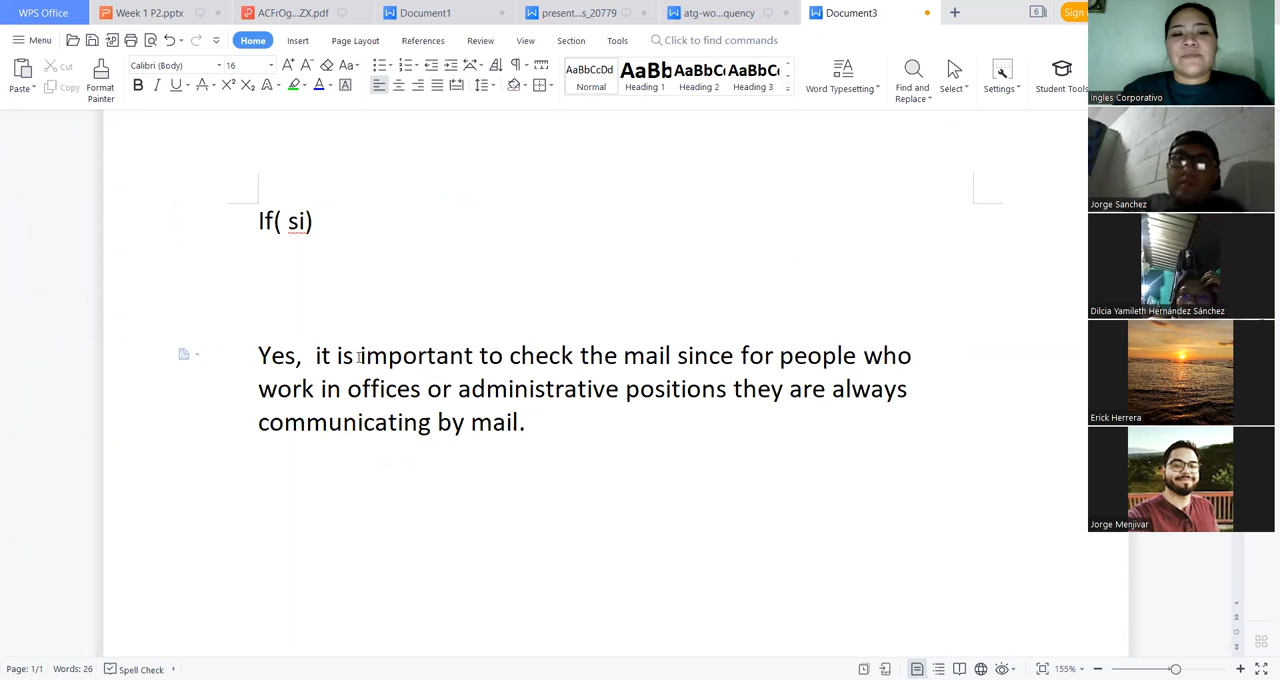 WPS Office Week 1 P2.pptx ACFrOg...ZX.pdf Document1 present...s_20779 atg-wo...quency Document3 6 Sign
Menu Home Insert Page Layout References Review View Section Tools Click to find commands
Paste Cut Copy Format Painter Calibri (Body) 16 AaBbCcDd Normal AaBb Heading 1 AaBbC Heading 2 AaBbC Heading 3 Word Typesetting Find and Replace Select Settings Student Tools
If( si)
Yes, it is important to check the mail since for people who
work in offices or administrative positions they are always
communicating by mail.
Ingles Corporativo
Jorge Sanchez
Dilcia Yamileth Hernández Sánchez
Erick Herrera
Jorge Menjivar
Page: 1/1 Words: 26 Spell Check 155%